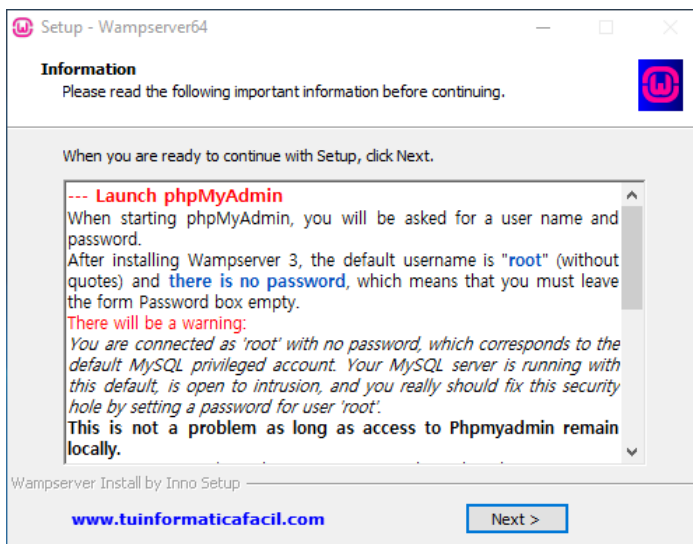 Setup - Wampserver64
Information
Please read the following important information before continuing.
When you are ready to continue with Setup, click Next.
--- Launch phpMyAdmin
When starting phpMyAdmin, you will be asked for a user name and
password.
After installing Wampserver 3, the default username is "root" (without
quotes) and there is no password, which means that you must leave
the form Password box empty.
There will be a warning:
You are connected as 'root' with no password, which corresponds to the
default MySQL privileged account. Your MySQL server is running with
this default, is open to intrusion, and you really should fix this security
hole by setting a password for user 'root'.
This is not a problem as long as access to Phpmyadmin remain
locally.
Wampserver Install by Inno Setup
www.tuinformaticafacil.com
Next >